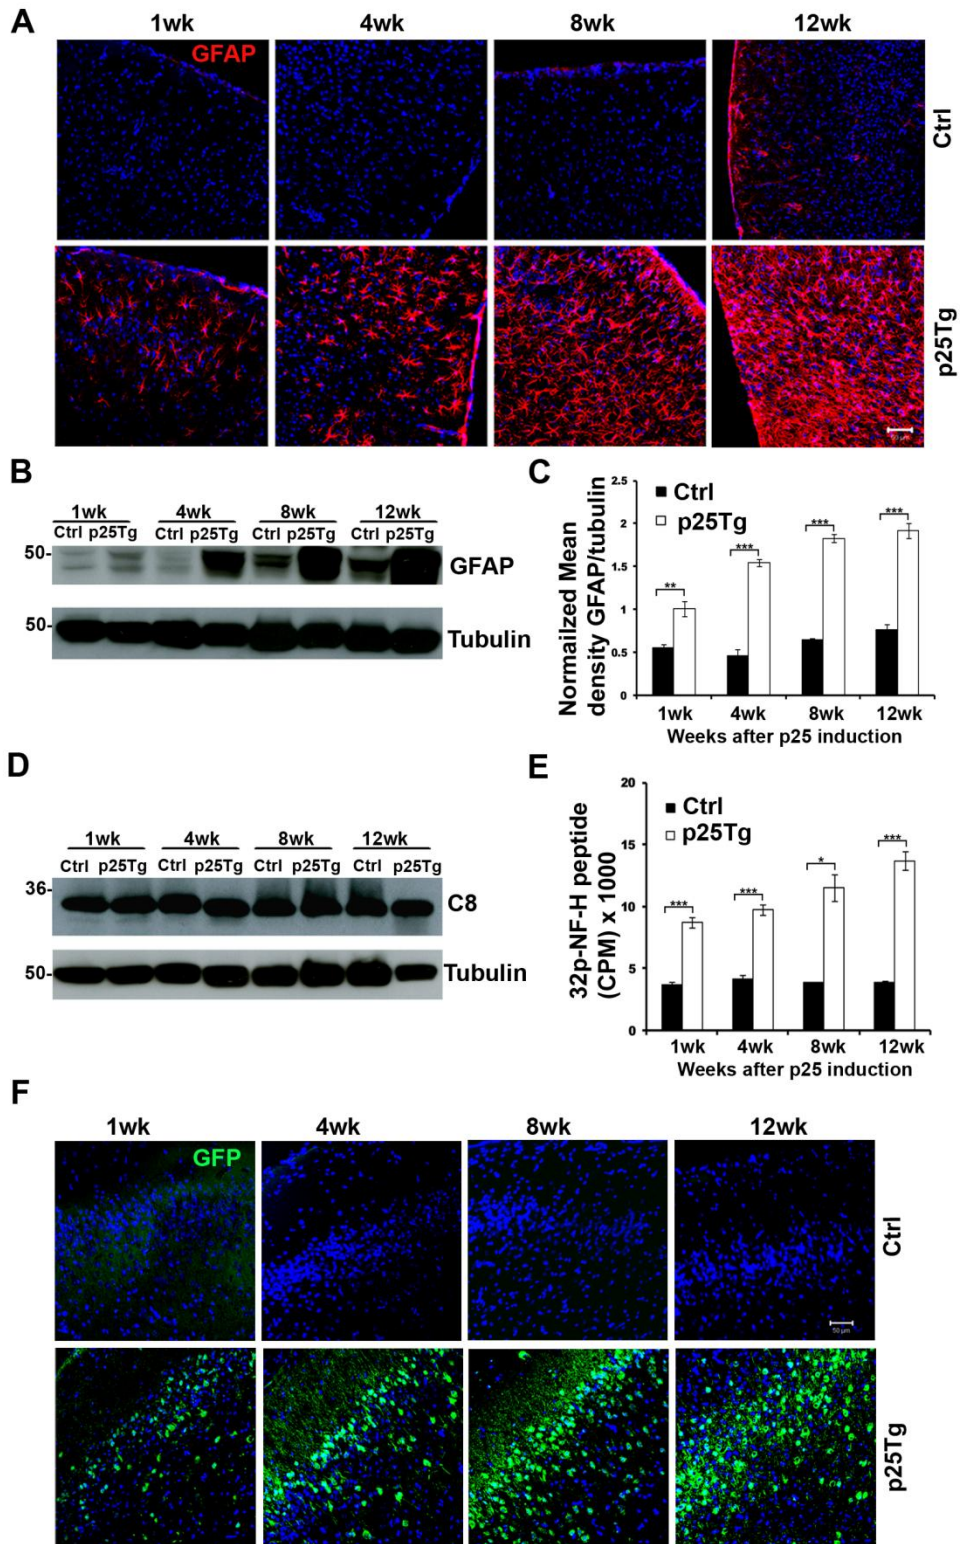 A
1wk 4wk 8wk 12wk
GFAP
Ctrl
p25Tg
50 µm
B
1wk 4wk 8wk 12wk
Ctrl p25Tg Ctrl p25Tg Ctrl p25Tg Ctrl p25Tg
50-
GFAP
50-
Tubulin
C
Normailzed Mean
density GFAP/tubulin
2.5
2
1.5
1
0.5
0
Ctrl
p25Tg
** *** *** ***
1wk 4wk 8wk 12wk
Weeks after p25 induction
D
1wk 4wk 8wk 12wk
Ctrl p25Tg Ctrl p25Tg Ctrl p25Tg Ctrl p25Tg
36-
C8
50-
Tubulin
E
32p-NF-H peptide
(CPM) x 1000
20
15
10
5
0
Ctrl
p25Tg
*** *** * ***
1wk 4wk 8wk 12wk
Weeks after p25 induction
F
1wk 4wk 8wk 12wk
GFP
Ctrl
50 µm
p25Tg